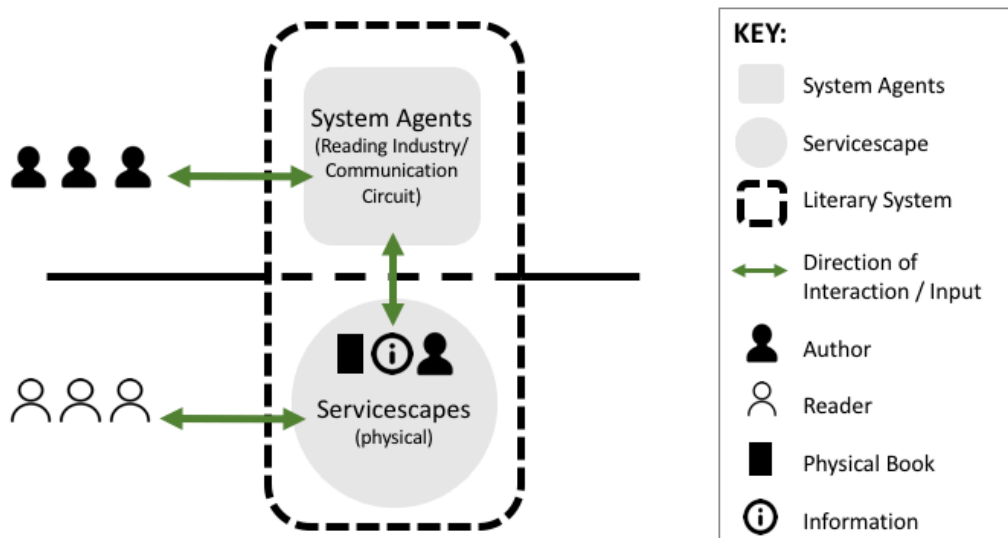 System Agents
(Reading Industry/
Communication
Circuit)
Servicescapes
(physical)
KEY:
System Agents
Servicescape
Literary System
Direction of
Interaction / Input
Author
Reader
Physical Book
Information